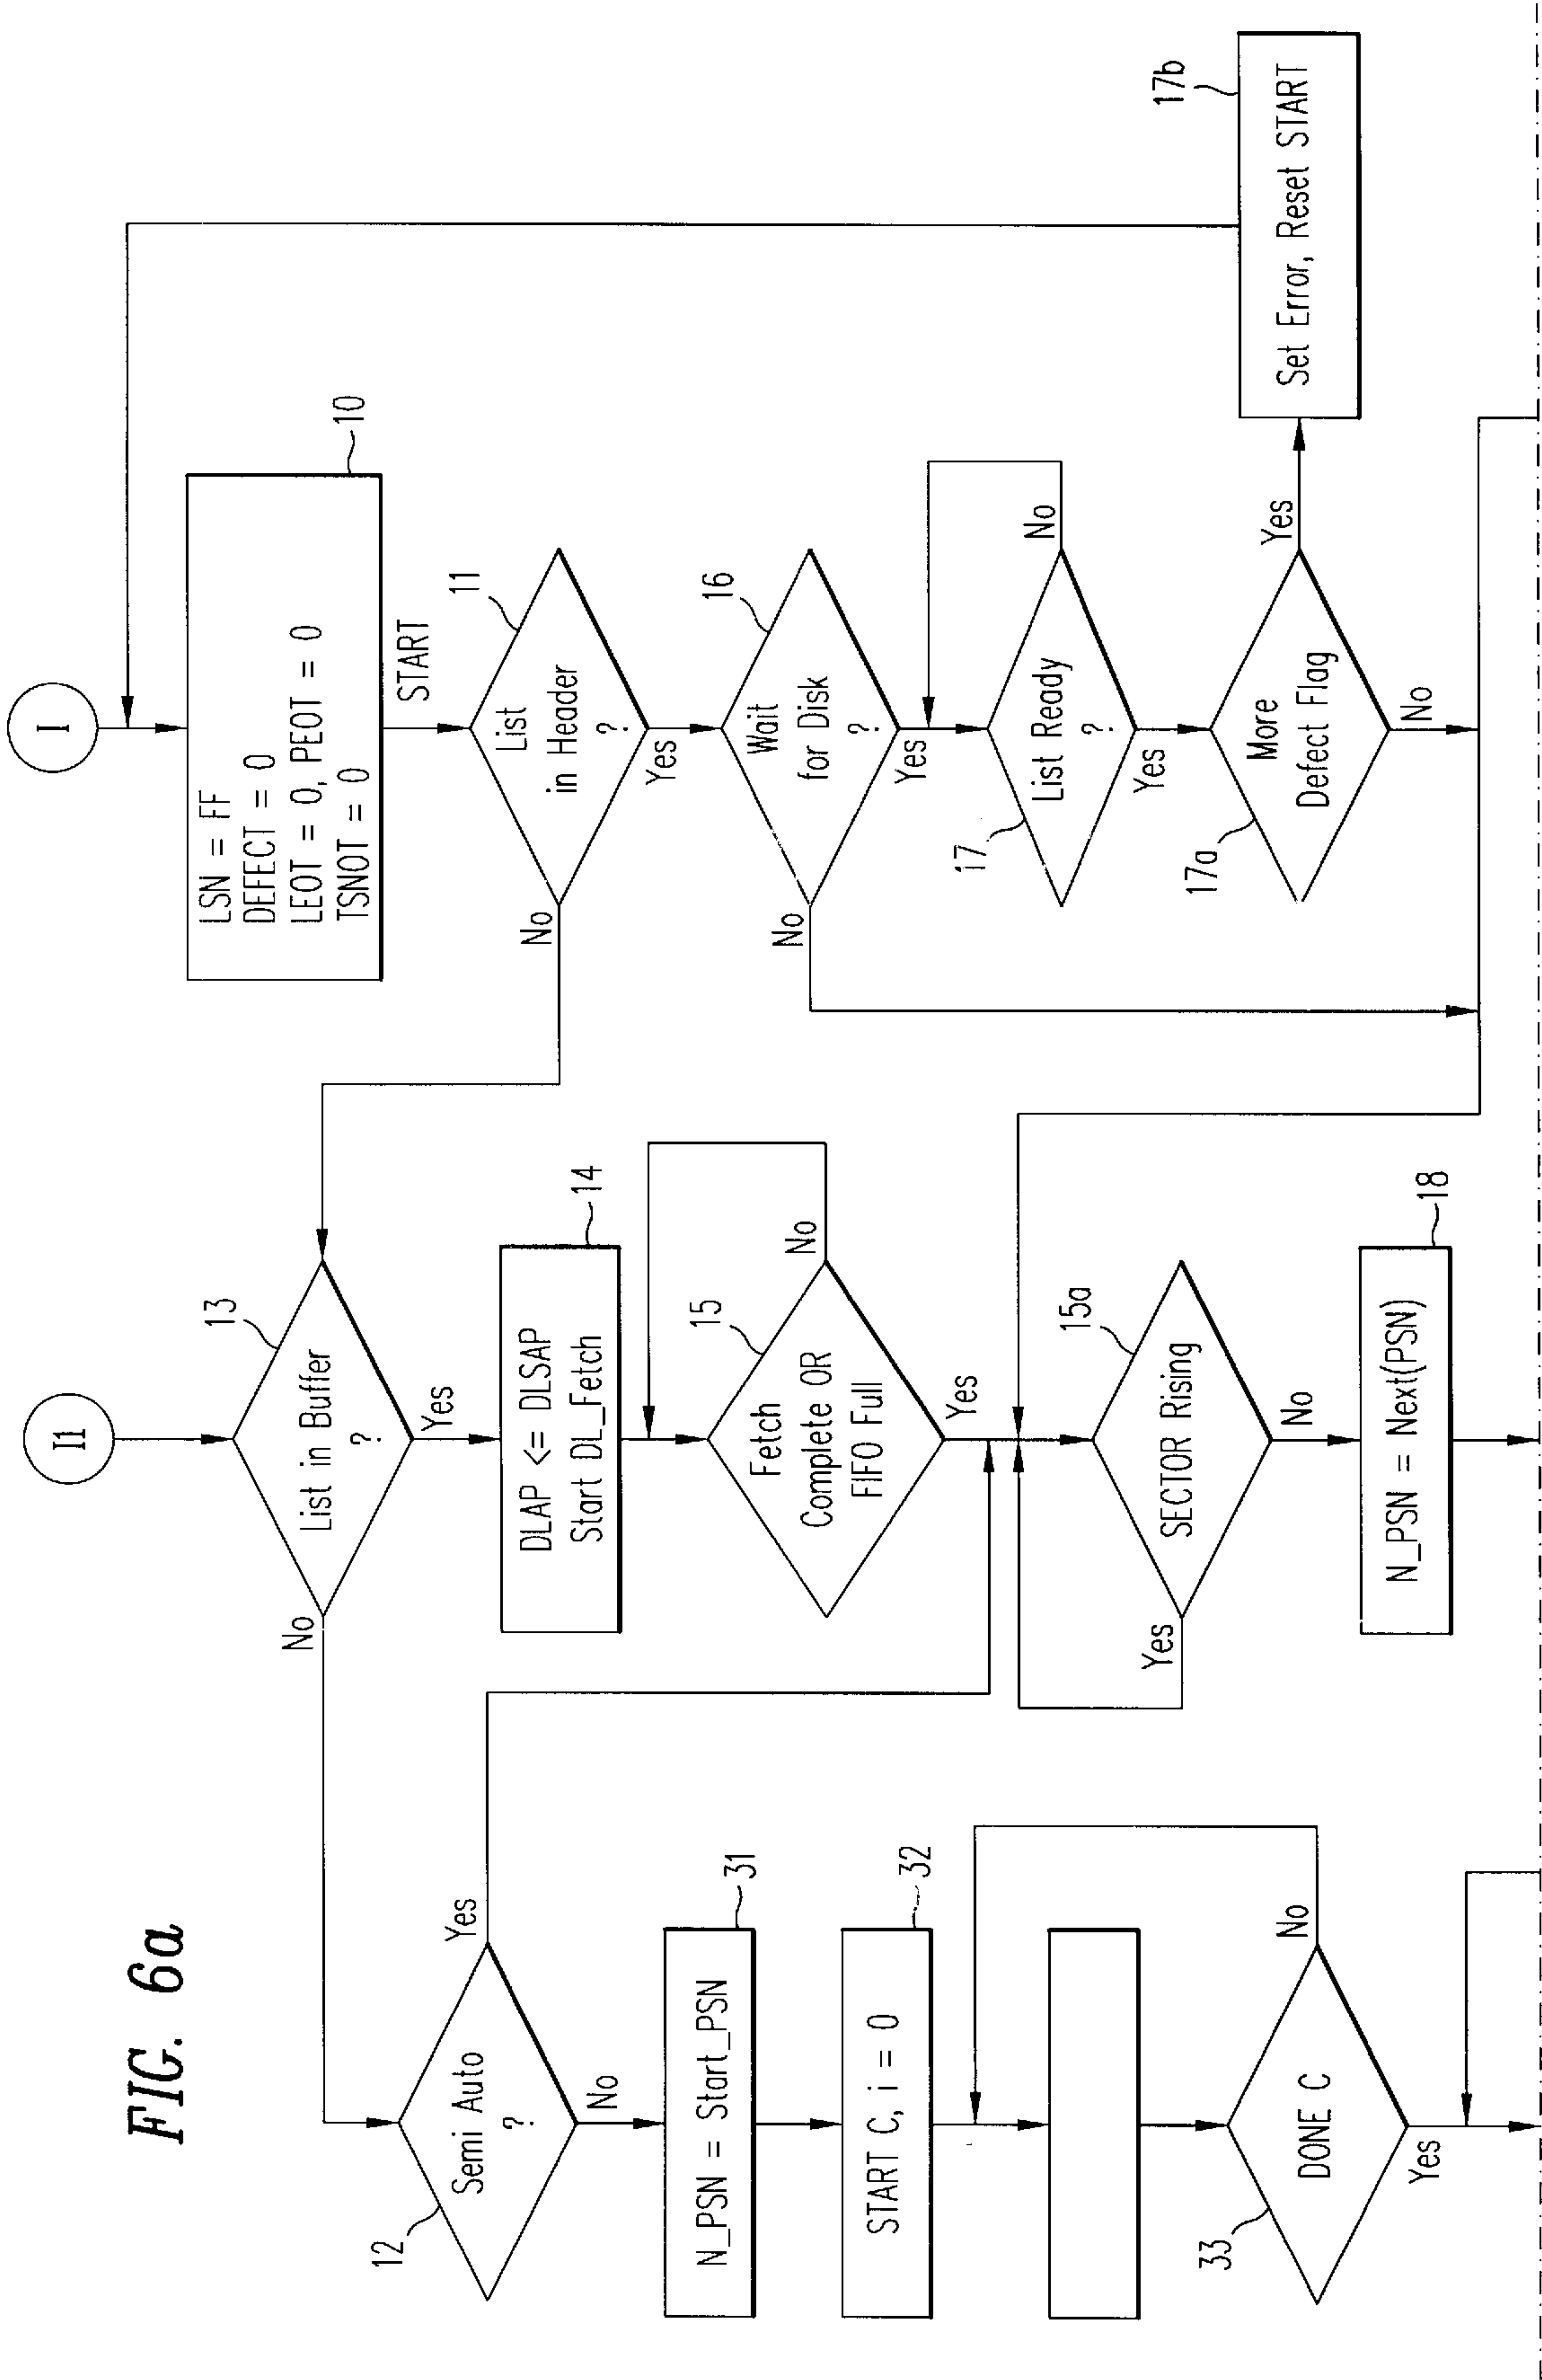 FIG. 6a
I
LSN = FF
DEFECT = 0
LEOT = 0, PEOT = 0
TSNOT = 0
10
START
List
in Header
?
11
No
Yes
Wait
for Disk
?
16
No
Yes
List Ready
?
17
No
Yes
More
Defect Flag
17a
Yes
No
Set Error, Reset START
17b
I1
List in Buffer
?
13
No
Yes
DLAP <= DLSAP
Start DL_Fetch
14
Fetch
Complete OR
FIFO Full
15
No
Yes
SECTOR Rising
15a
Yes
No
N_PSN = Next(PSN)
18
Semi Auto
?
12
Yes
No
N_PSN = Start_PSN
31
START C, i = 0
32
DONE C
33
No
Yes